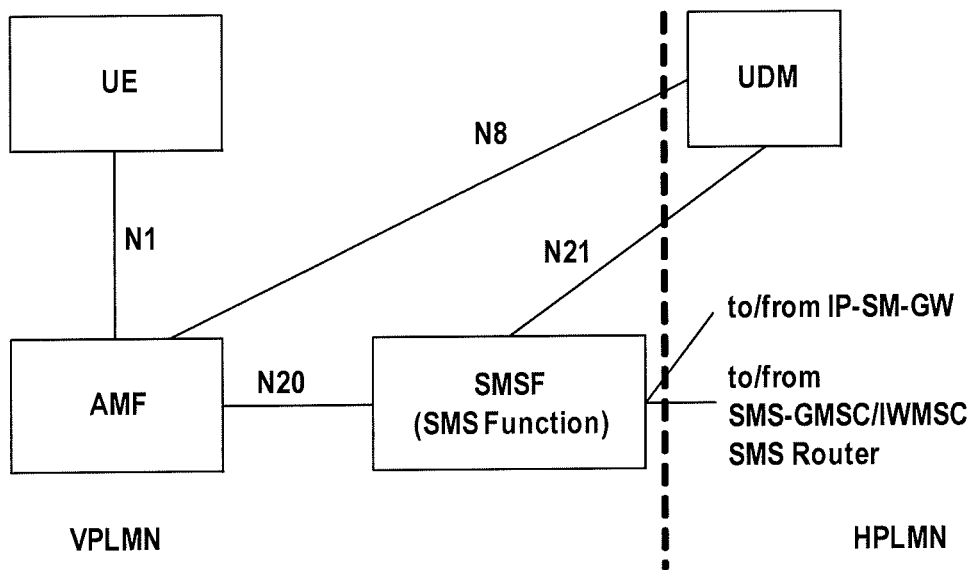 UE
UDM
N8
N1
N21
to/from IP-SM-GW
AMF
N20
SMSF
(SMS Function)
to/from
SMS-GMSC/IWMSC
SMS Router
VPLMN
HPLMN